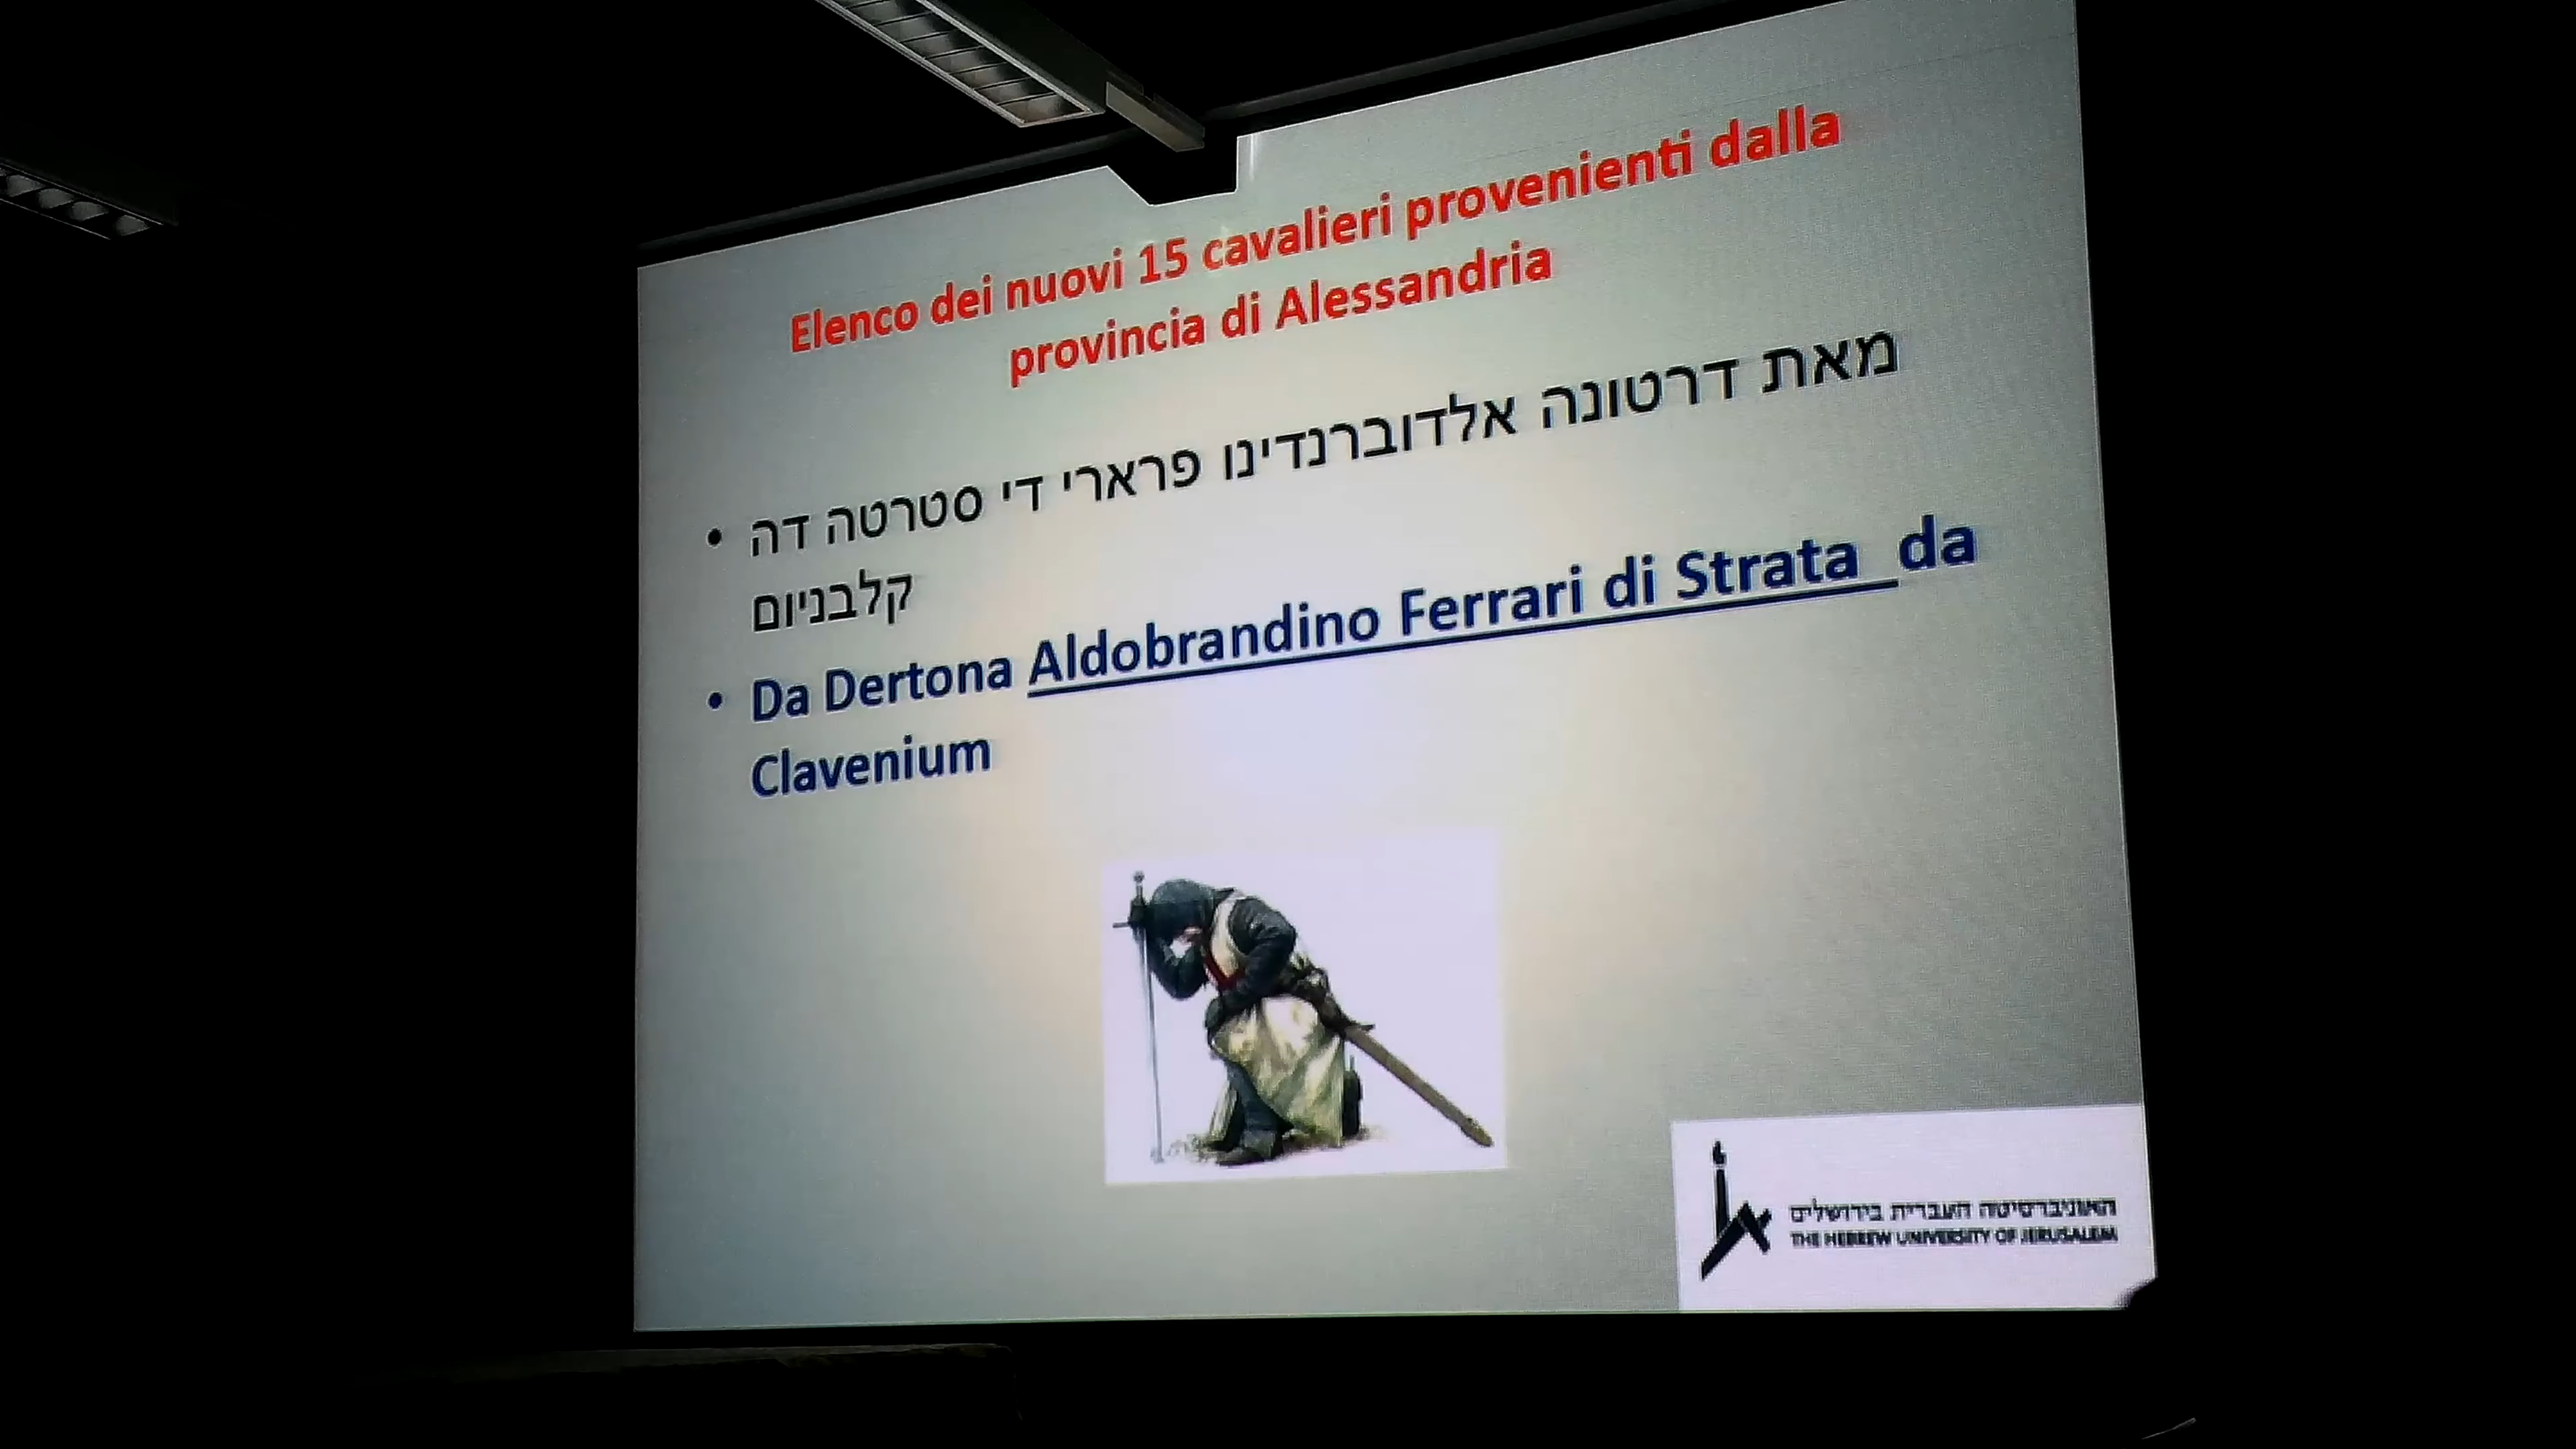 Elenco dei nuovi 15 cavalieri provenienti dalla
provincia di Alessandria
• מאת דרטונה אלדוברנדינו פרארי די סטרטה דה
קלבניום
• Da Dertona Aldobrandino Ferrari di Strata _da
Clavenium
האוניברסיטה העברית בירושלים
THE HEBREW UNIVERSITY OF JERUSALEM